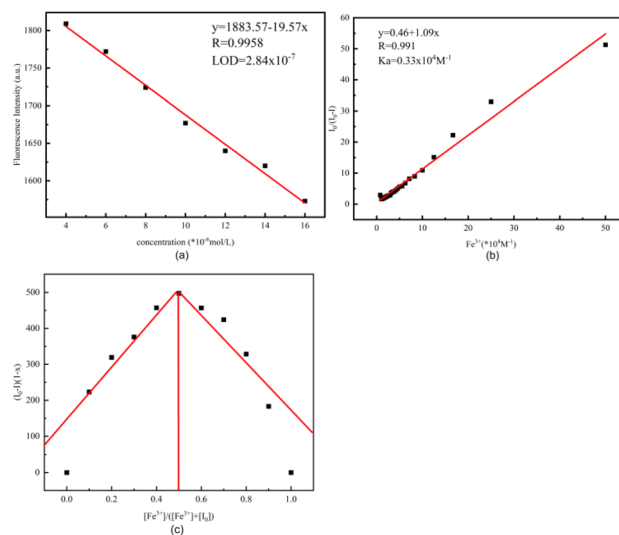 y=1883.57-19.57x
R=0.9958
LOD=2.84x10⁻⁷
Fluorescence Intensity (a.u.)
1800
1750
1700
1650
1600
4 6 8 10 12 14 16
concentration (*10⁻⁶mol/L)
(a)
y=0.46+1.09x
R=0.991
Ka=0.33x10⁴M⁻¹
I₀/(I₀-I)
60
50
40
30
20
10
0
0 10 20 30 40 50
Fe³⁺(*10⁴M⁻¹)
(b)
(I₀-I)(1-x)
500
400
300
200
100
0
0.0 0.2 0.4 0.6 0.8 1.0
[Fe³⁺]/([Fe³⁺]+[I₀])
(c)